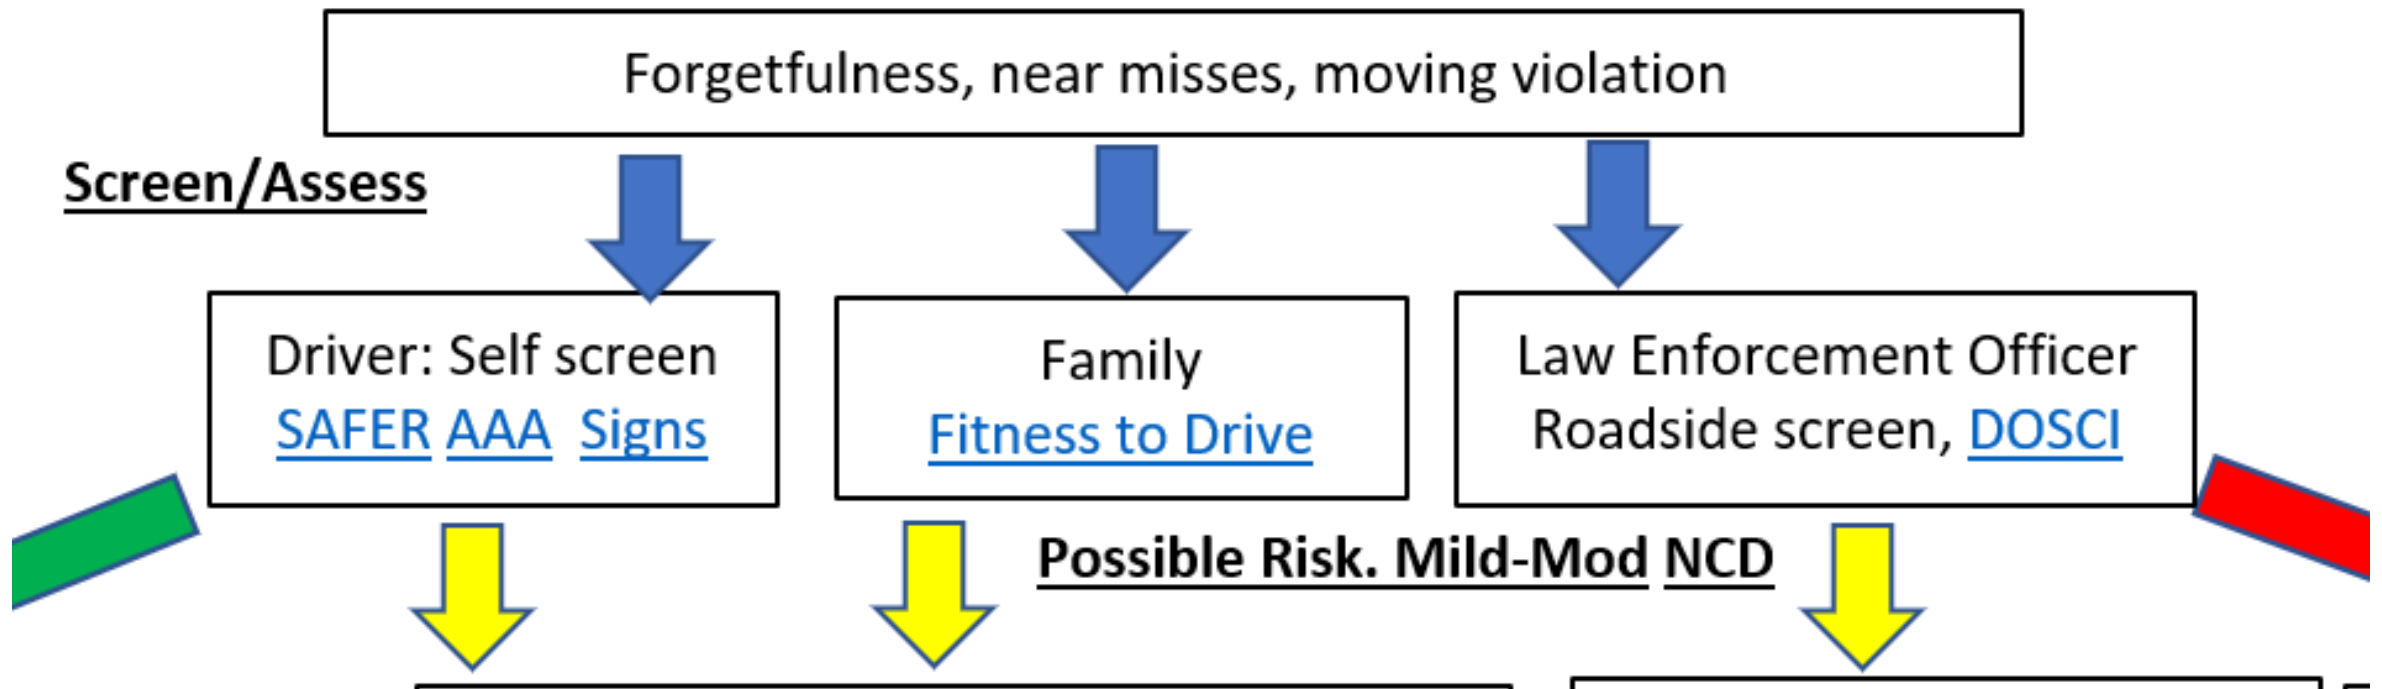 Forgetfulness, near misses, moving violation
Screen/Assess
Driver: Self screen
SAFER AAA Signs
Family
Fitness to Drive
Law Enforcement Officer
Roadside screen, DOSCI
Possible Risk. Mild-Mod NCD